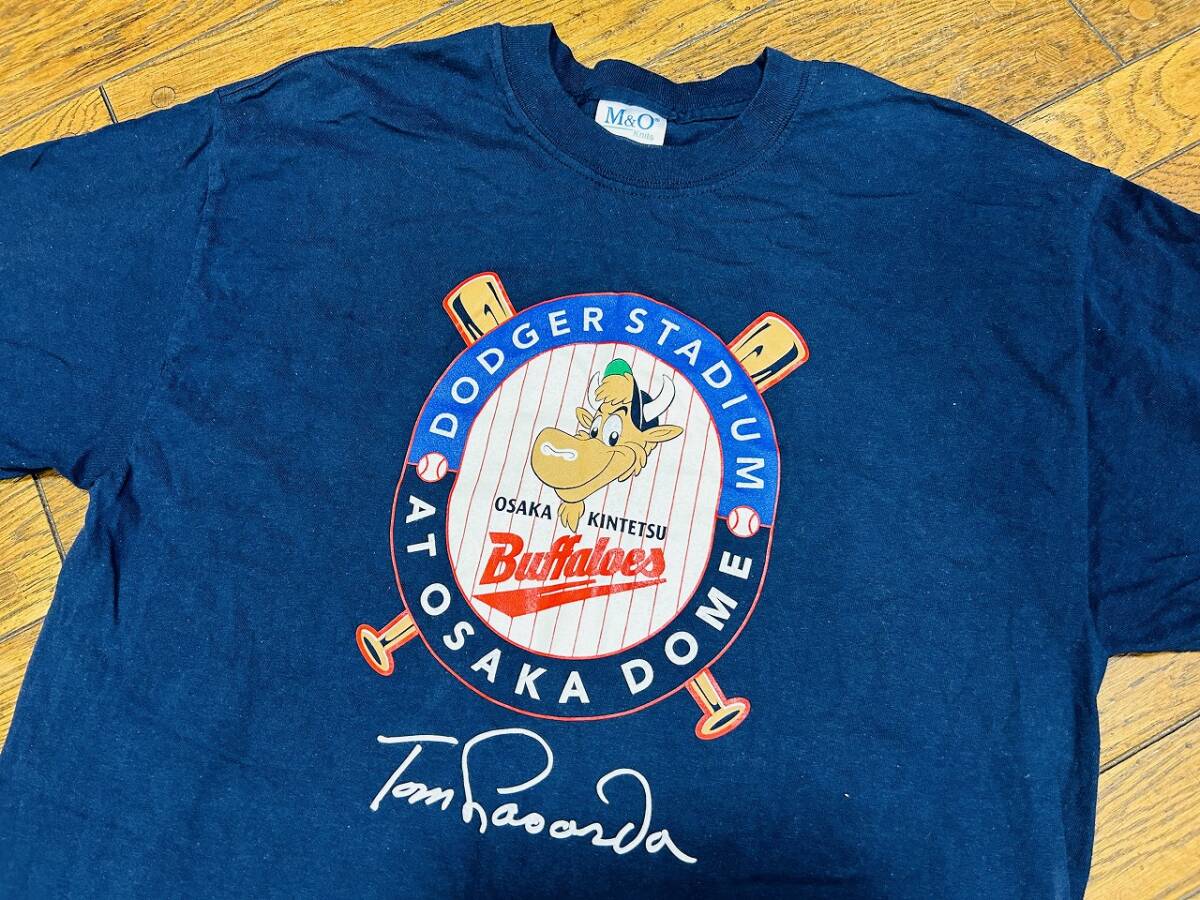 M&O®
Knits
DODGER STADIUM
OSAKA KINTETSU
Buffaloes
AT OSAKA DOME
Tom Lasorda